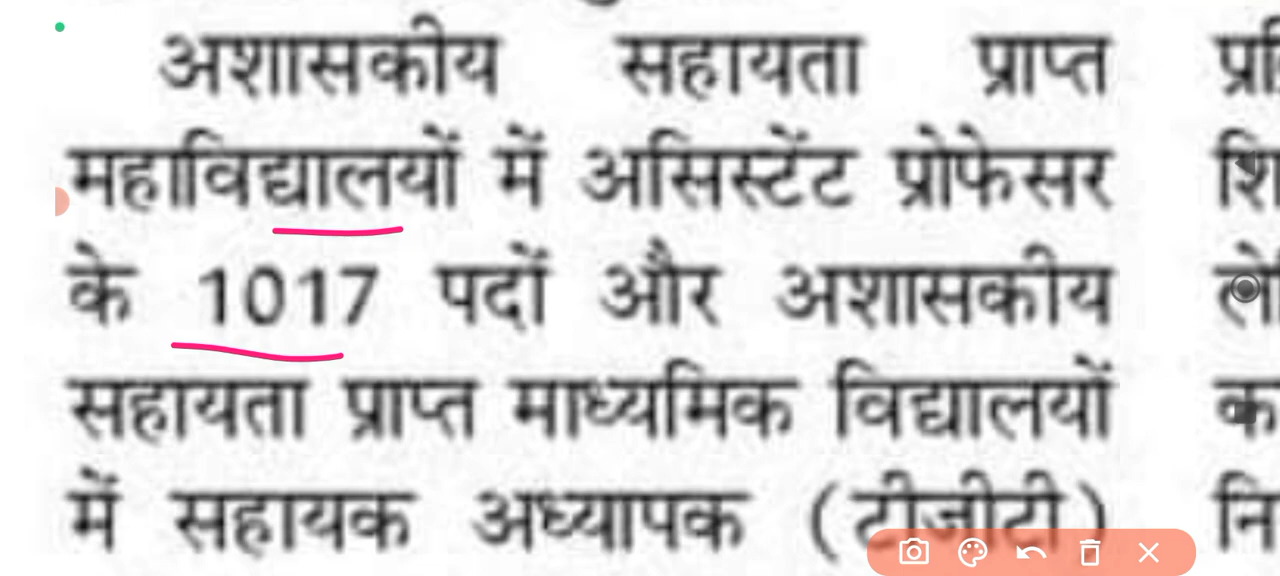 अशासकीय सहायता प्राप्त
महाविद्यालयों में असिस्टेंट प्रोफेसर
के 1017 पदों और अशासकीय
सहायता प्राप्त माध्यमिक विद्यालयों
में सहायक अध्यापक (टीजीटी)